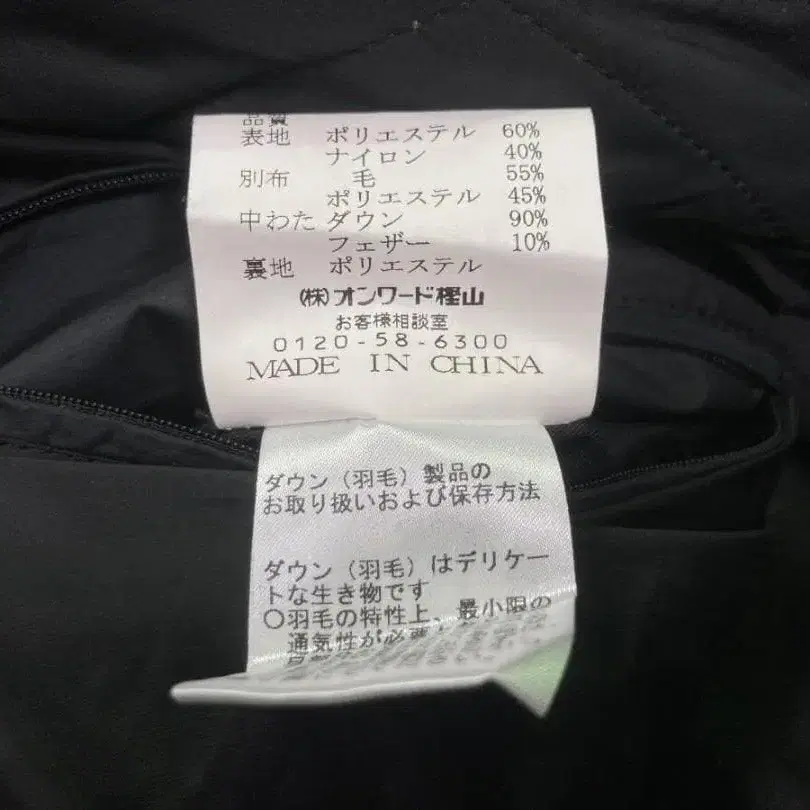 品質
表地 ポリエステル 60%
ナイロン 40%
別布 毛 55%
ポリエステル 45%
中わた ダウン 90%
フェザー 10%
裏地 ポリエステル
(株)オンワード樫山
お客様相談室
0120-58-6300
MADE IN CHINA
ダウン(羽毛)製品の
お取り扱いおよび保存方法
ダウン(羽毛)はデリケー
トな生き物です
○羽毛の特性上、最小限の
通気性が必要